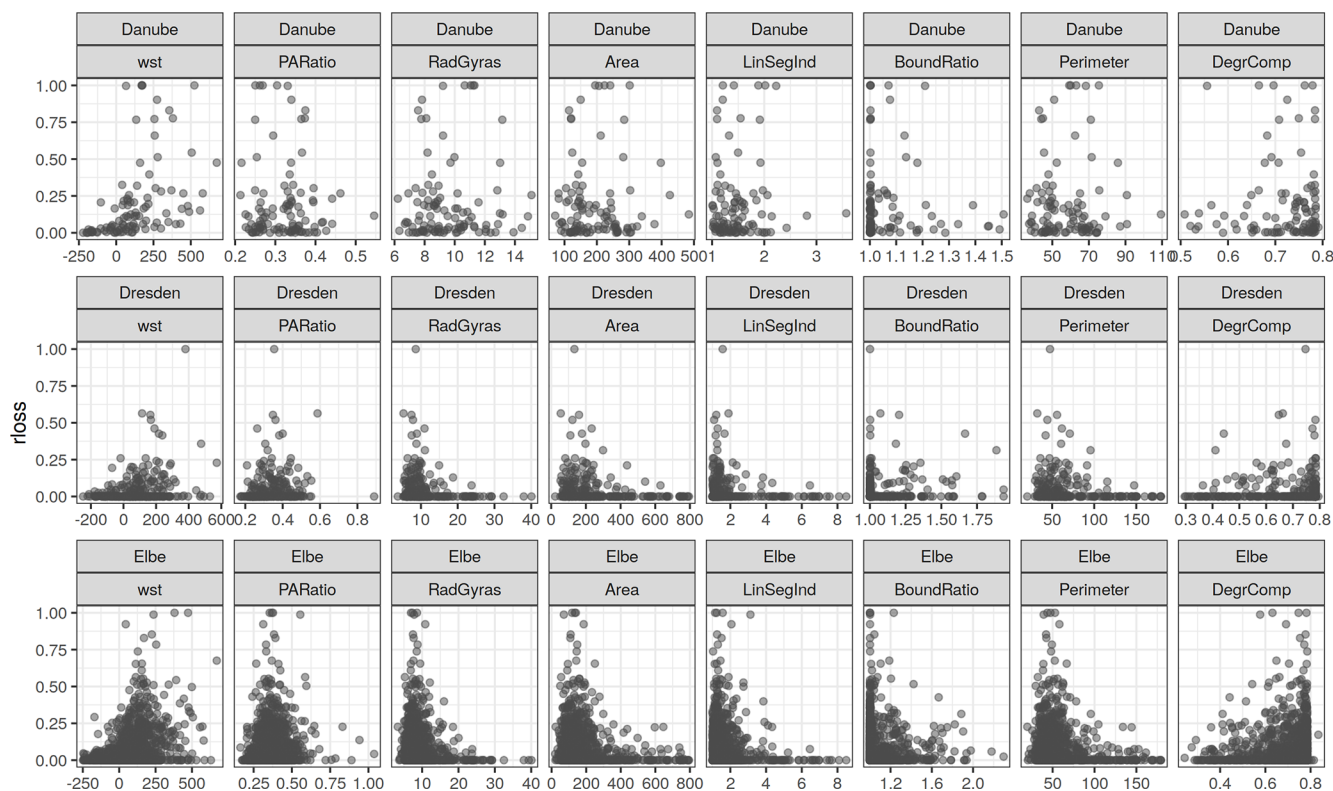 Danube Danube Danube Danube Danube Danube Danube Danube
wst PARatio RadGyras Area LinSegInd BoundRatio Perimeter DegrComp
1.00
0.75
0.50
0.25
0.00
-250 0 250 500 0.2 0.3 0.4 0.5 6 8 10 12 14 100 200 300 400 500 1 2 3 1.0 1.1 1.2 1.3 1.4 1.5 50 70 90 110 0.5 0.6 0.7 0.8
Dresden Dresden Dresden Dresden Dresden Dresden Dresden Dresden
wst PARatio RadGyras Area LinSegInd BoundRatio Perimeter DegrComp
1.00
0.75
rloss
0.50
0.25
0.00
-200 0 200 400 600 0.2 0.4 0.6 0.8 10 20 30 40 0 200 400 600 800 2 4 6 8 1.00 1.25 1.50 1.75 50 100 150 0.3 0.4 0.5 0.6 0.7 0.8
Elbe Elbe Elbe Elbe Elbe Elbe Elbe Elbe
wst PARatio RadGyras Area LinSegInd BoundRatio Perimeter DegrComp
1.00
0.75
0.50
0.25
0.00
-250 0 250 500 0.25 0.50 0.75 1.00 10 20 30 40 0 200 400 600 800 2 4 6 8 1.2 1.6 2.0 50 100 150 0.4 0.6 0.8